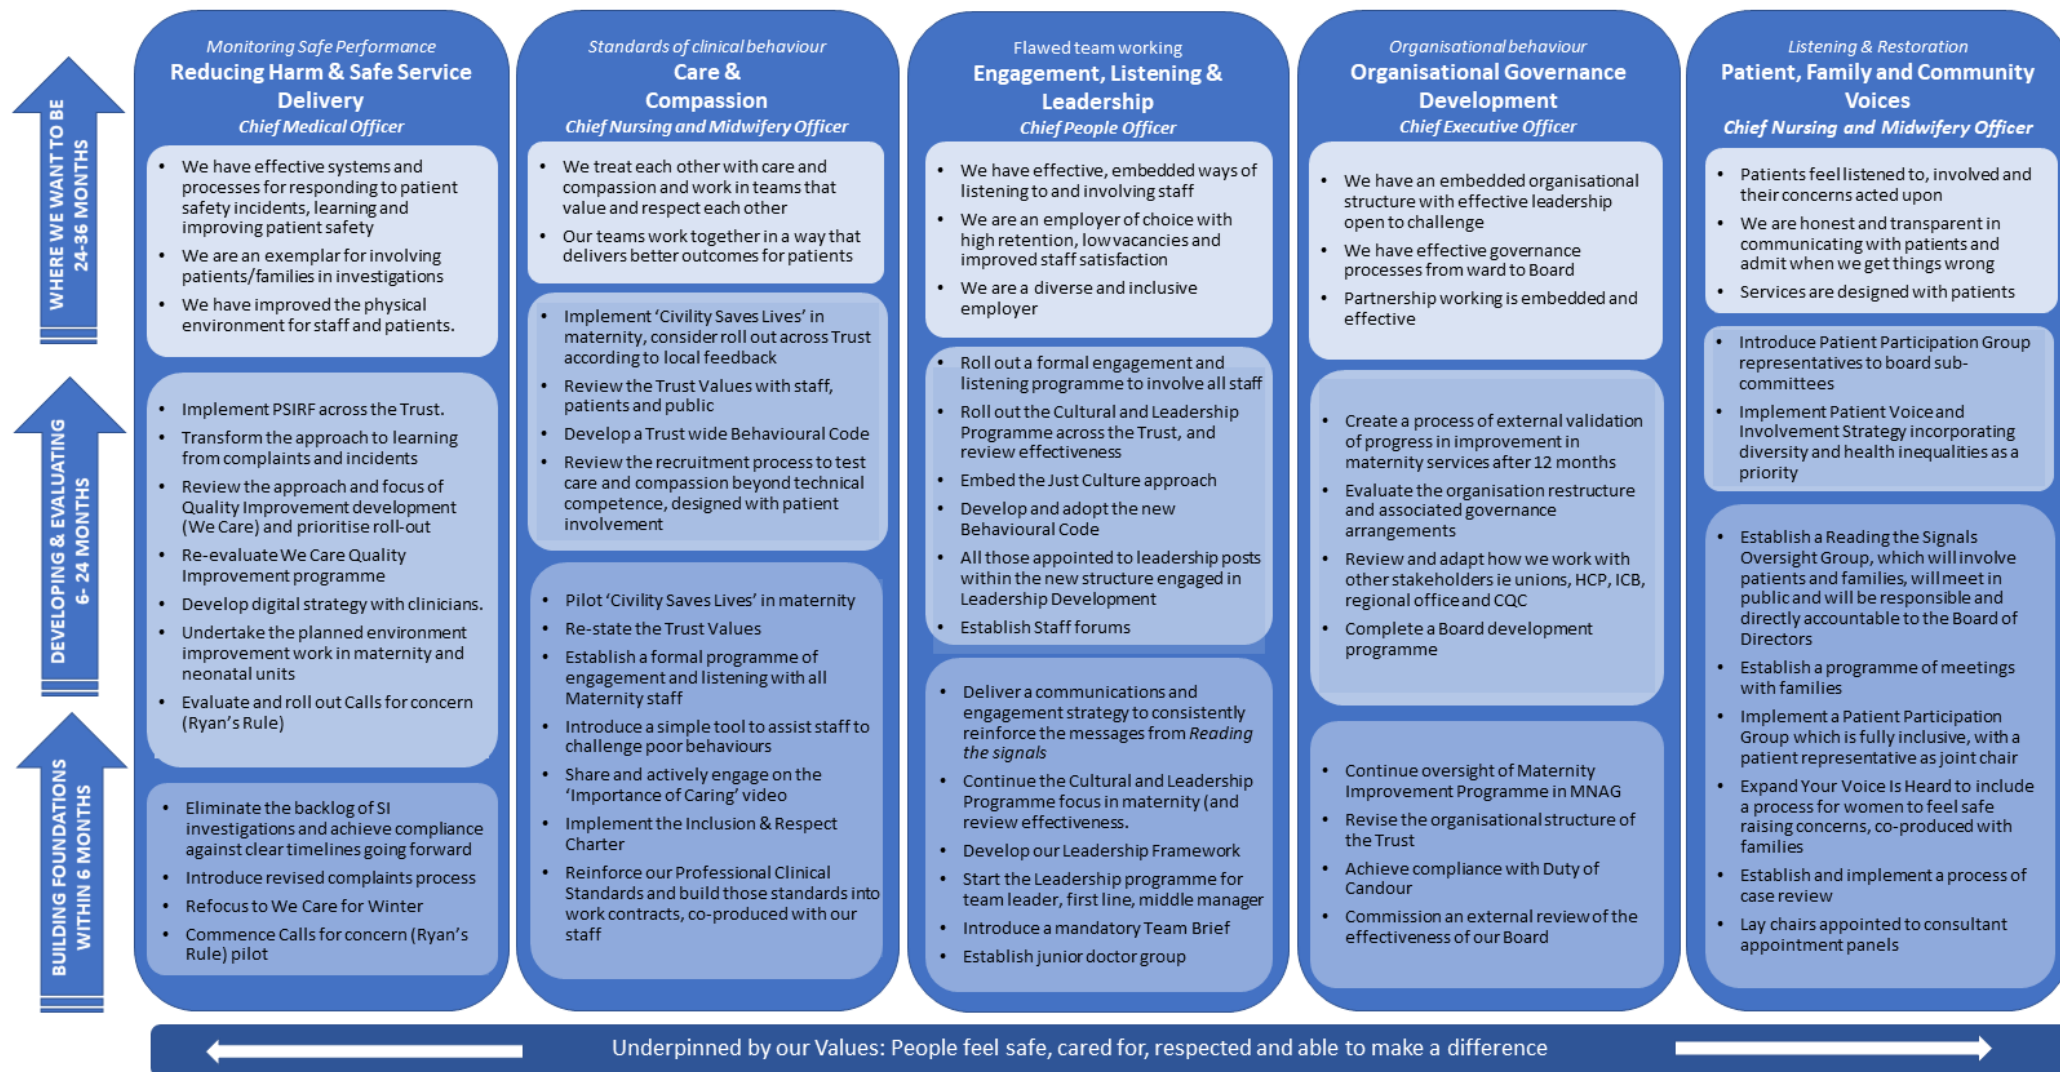 WHERE WE WANT TO BE
24-36 MONTHS
DEVELOPING & EVALUATING
6- 24 MONTHS
BUILDING FOUNDATIONS
WITHIN 6 MONTHS
Monitoring Safe Performance
Reducing Harm & Safe Service
Delivery
Chief Medical Officer
• We have effective systems and
processes for responding to patient
safety incidents, learning and
improving patient safety
• We are an exemplar for involving
patients/families in investigations
• We have improved the physical
environment for staff and patients.
• Implement PSIRF across the Trust.
• Transform the approach to learning
from complaints and incidents
• Review the approach and focus of
Quality Improvement development
(We Care) and prioritise roll-out
• Re-evaluate We Care Quality
Improvement programme
• Develop digital strategy with clinicians.
• Undertake the planned environment
improvement work in maternity and
neonatal units
• Evaluate and roll out Calls for concern
(Ryan's Rule)
• Eliminate the backlog of SI
investigations and achieve compliance
against clear timelines going forward
• Introduce revised complaints process
• Refocus to We Care for Winter
• Commence Calls for concern (Ryan's
Rule) pilot
Standards of clinical behaviour
Care &
Compassion
Chief Nursing and Midwifery Officer
• We treat each other with care and
compassion and work in teams that
value and respect each other
• Our teams work together in a way that
delivers better outcomes for patients
• Implement 'Civility Saves Lives' in
maternity, consider roll out across Trust
according to local feedback
• Review the Trust Values with staff,
patients and public
• Develop a Trust wide Behavioural Code
• Review the recruitment process to test
care and compassion beyond technical
competence, designed with patient
involvement
• Pilot 'Civility Saves Lives' in maternity
• Re-state the Trust Values
• Establish a formal programme of
engagement and listening with all
Maternity staff
• Introduce a simple tool to assist staff to
challenge poor behaviours
• Share and actively engage on the
'Importance of Caring' video
• Implement the Inclusion & Respect
Charter
• Reinforce our Professional Clinical
Standards and build those standards into
work contracts, co-produced with our
staff
Flawed team working
Engagement, Listening &
Leadership
Chief People Officer
• We have effective, embedded ways of
listening to and involving staff
• We are an employer of choice with
high retention, low vacancies and
improved staff satisfaction
• We are a diverse and inclusive
employer
• Roll out a formal engagement and
listening programme to involve all staff
• Roll out the Cultural and Leadership
Programme across the Trust, and
review effectiveness
• Embed the Just Culture approach
• Develop and adopt the new
Behavioural Code
• All those appointed to leadership posts
within the new structure engaged in
Leadership Development
• Establish Staff forums
• Deliver a communications and
engagement strategy to consistently
reinforce the messages from Reading
the signals
• Continue the Cultural and Leadership
Programme focus in maternity (and
review effectiveness.
• Develop our Leadership Framework
• Start the Leadership programme for
team leader, first line, middle manager
• Introduce a mandatory Team Brief
• Establish junior doctor group
Organisational behaviour
Organisational Governance
Development
Chief Executive Officer
• We have an embedded organisational
structure with effective leadership
open to challenge
• We have effective governance
processes from ward to Board
• Partnership working is embedded and
effective
• Create a process of external validation
of progress in improvement in
maternity services after 12 months
• Evaluate the organisation restructure
and associated governance
arrangements
• Review and adapt how we work with
other stakeholders ie unions, HCP, ICB,
regional office and CQC
• Complete a Board development
programme
• Continue oversight of Maternity
Improvement Programme in MNAG
• Revise the organisational structure of
the Trust
• Achieve compliance with Duty of
Candour
• Commission an external review of the
effectiveness of our Board
Listening & Restoration
Patient, Family and Community
Voices
Chief Nursing and Midwifery Officer
• Patients feel listened to, involved and
their concerns acted upon
• We are honest and transparent in
communicating with patients and
admit when we get things wrong
• Services are designed with patients
• Introduce Patient Participation Group
representatives to board sub-
committees
• Implement Patient Voice and
Involvement Strategy incorporating
diversity and health inequalities as a
priority
• Establish a Reading the Signals
Oversight Group, which will involve
patients and families, will meet in
public and will be responsible and
directly accountable to the Board of
Directors
• Establish a programme of meetings
with families
• Implement a Patient Participation
Group which is fully inclusive, with a
patient representative as joint chair
• Expand Your Voice Is Heard to include
a process for women to feel safe
raising concerns, co-produced with
families
• Establish and implement a process of
case review
• Lay chairs appointed to consultant
appointment panels
Underpinned by our Values: People feel safe, cared for, respected and able to make a difference